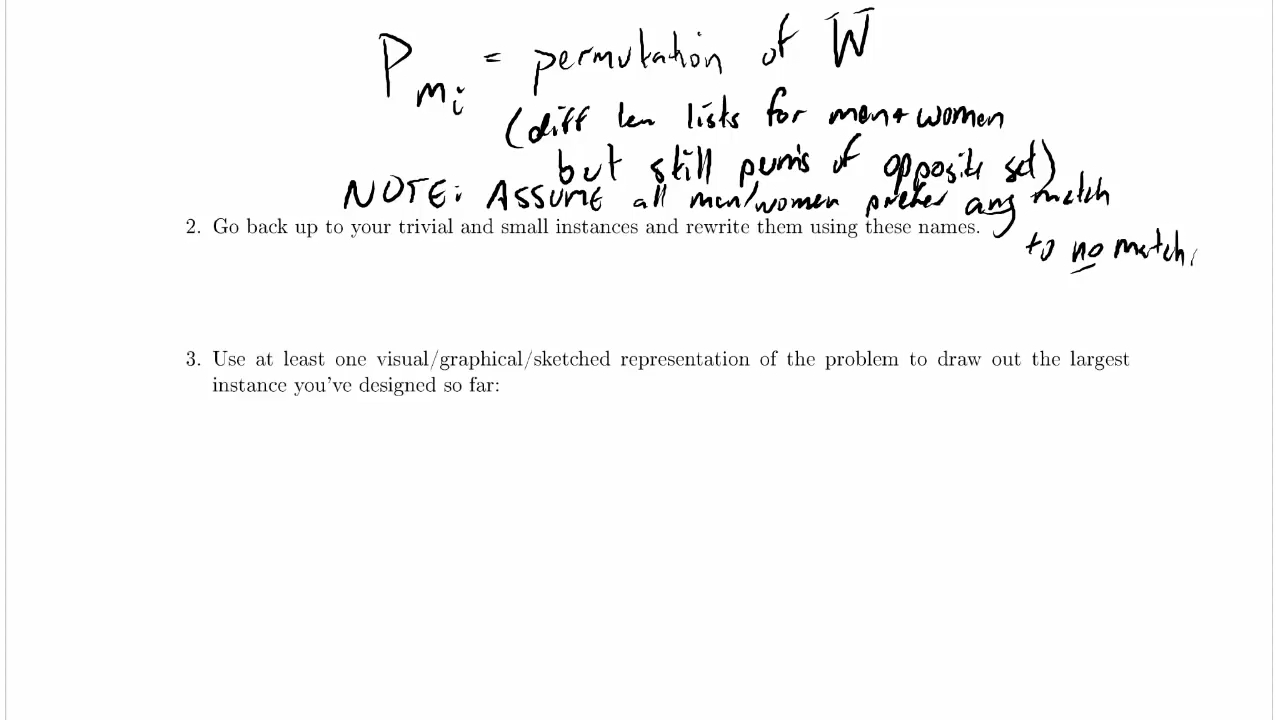 P_{m_i} = permutation of W
(diff len lists for men + women
but still perms of opposite set)
NOTE: ASSUME all men/women prefer any match
to no match.
2. Go back up to your trivial and small instances and rewrite them using these names.
3. Use at least one visual/graphical/sketched representation of the problem to draw out the largest
instance you've designed so far: